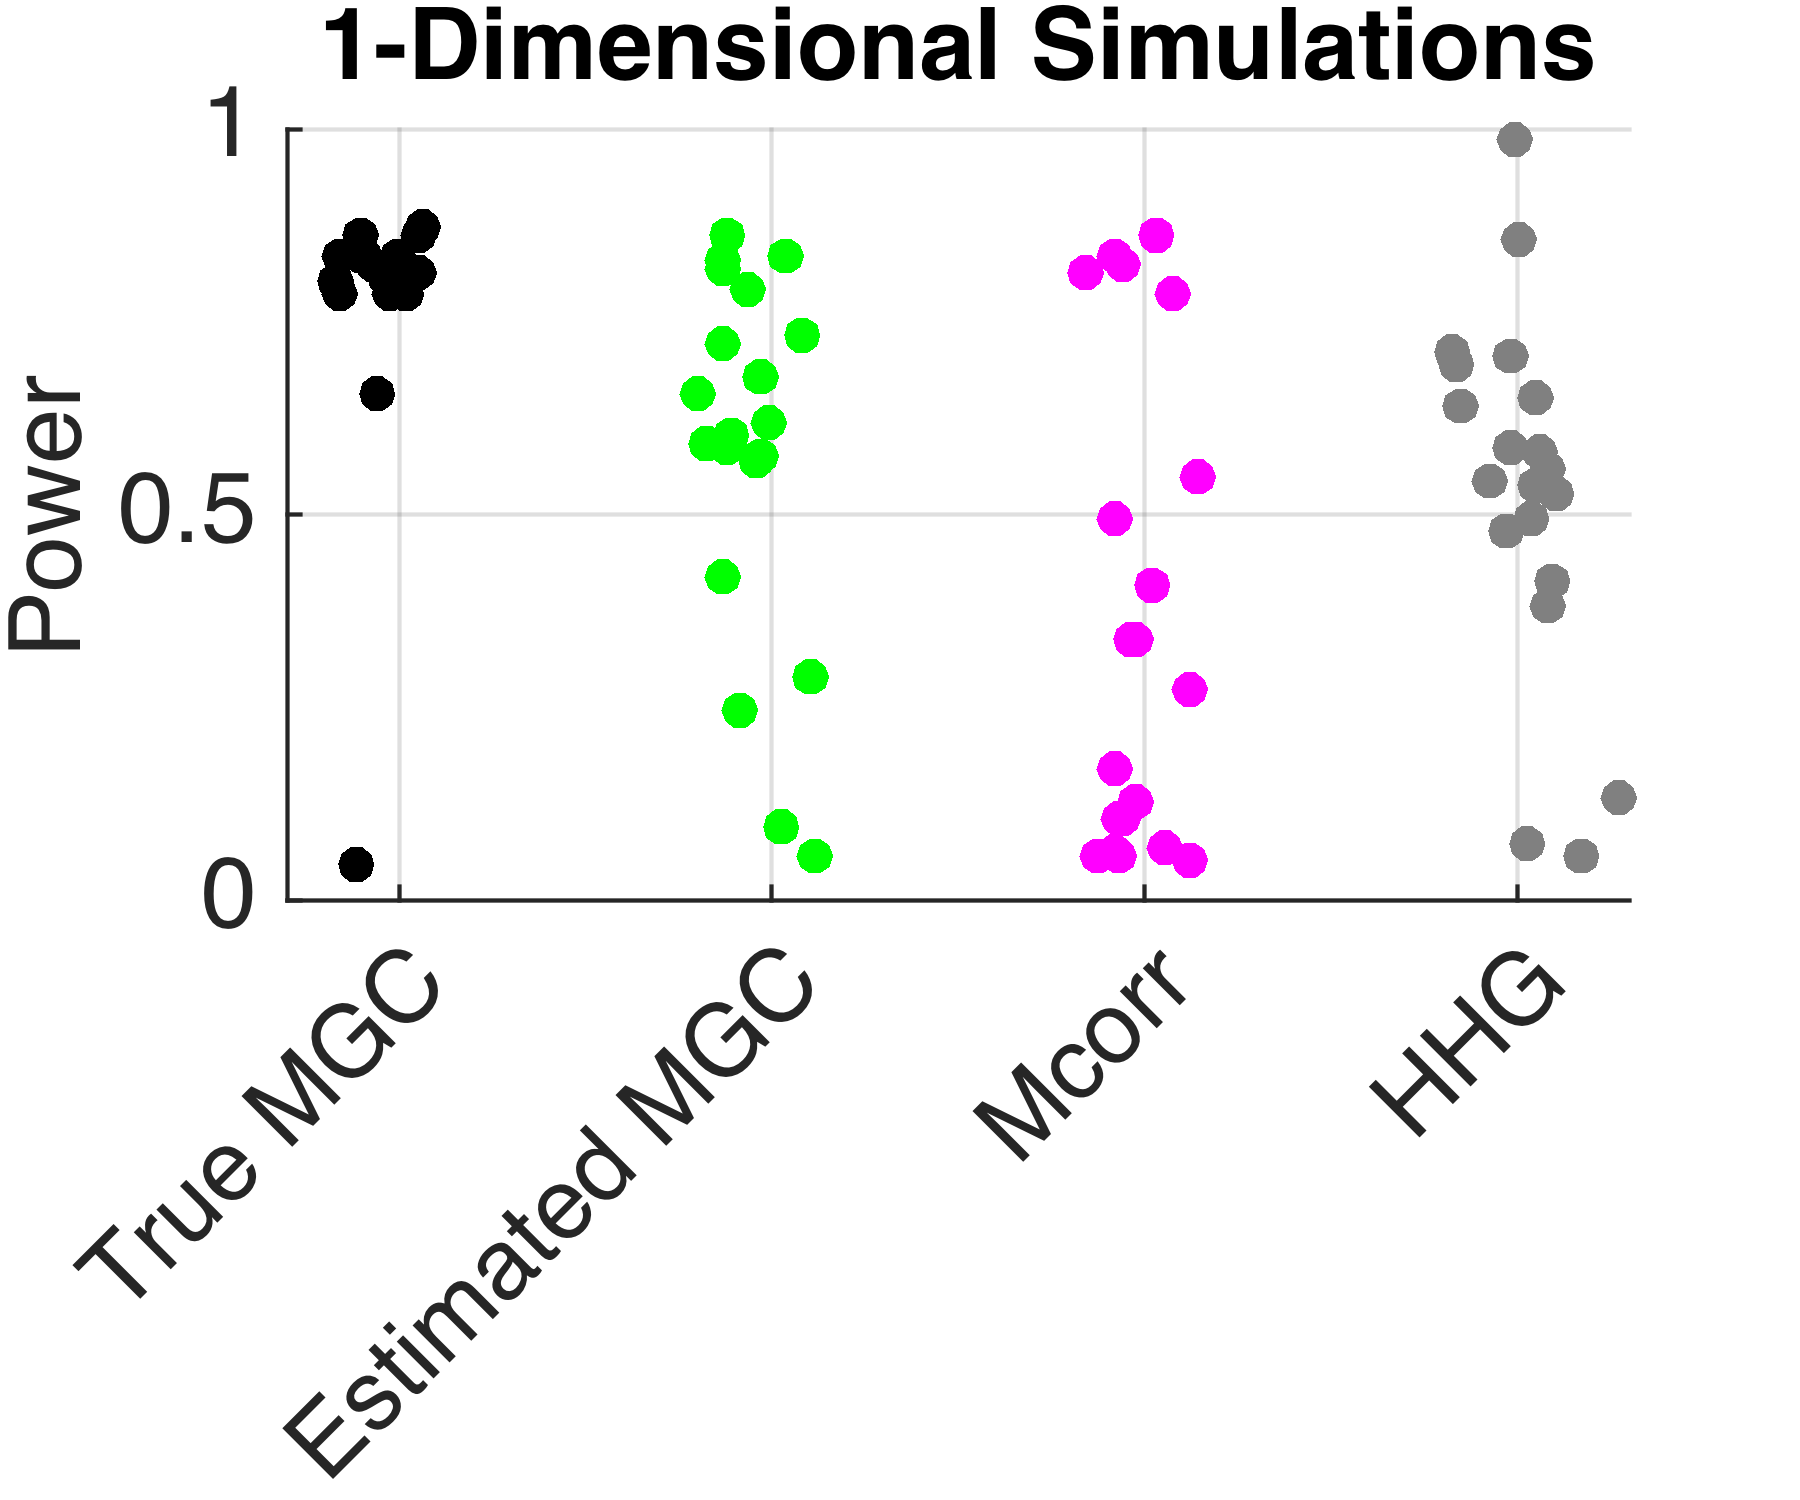 1-Dimensional Simulations
1
0.5
0
Power
True MGC
Estimated MGC
Mcorr
HHG